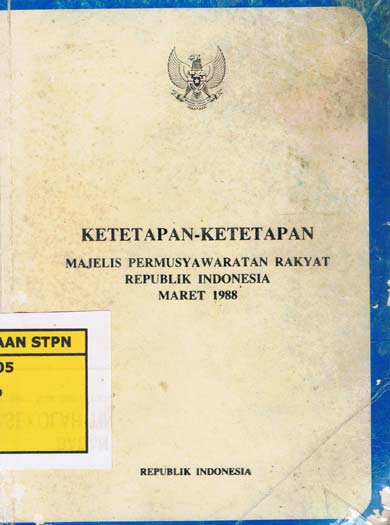 KETETAPAN-KETETAPAN
MAJELIS PERMUSYAWARATAN RAKYAT
REPUBLIK INDONESIA
MARET 1988
AAN STPN
05
REPUBLIK INDONESIA